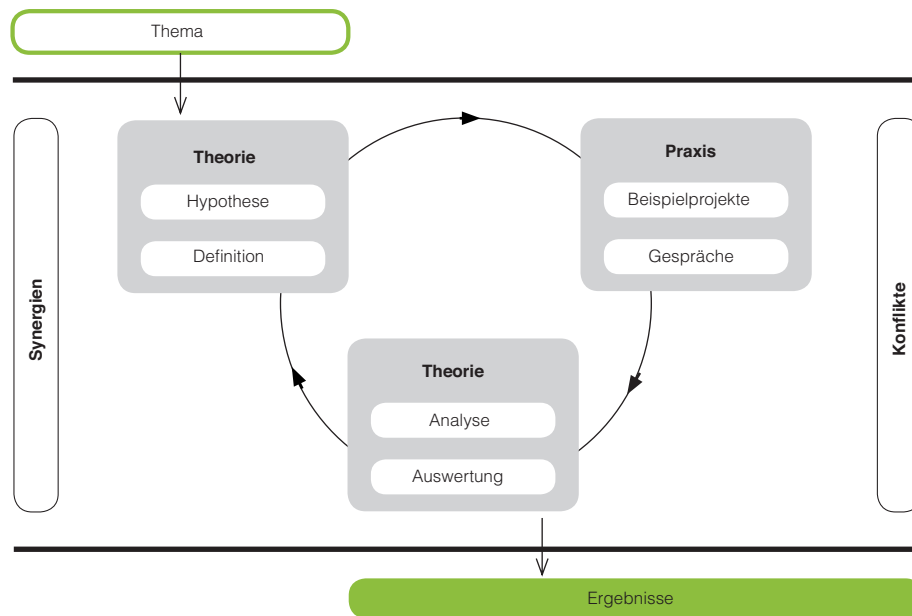 Thema
Theorie
Hypothese
Definition
Praxis
Beispielprojekte
Gespräche
Synergien
Konflikte
Theorie
Analyse
Auswertung
Ergebnisse